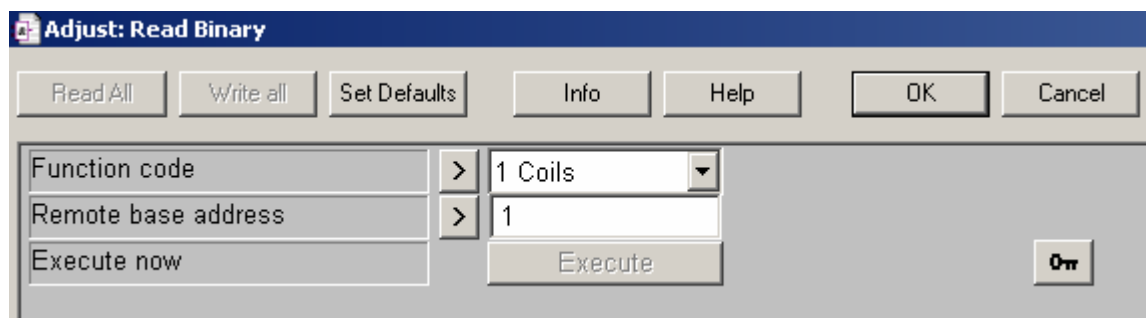 Adjust: Read Binary
Read All Write all Set Defaults Info Help OK Cancel
Function code > 1 Coils
Remote base address > 1
Execute now Execute